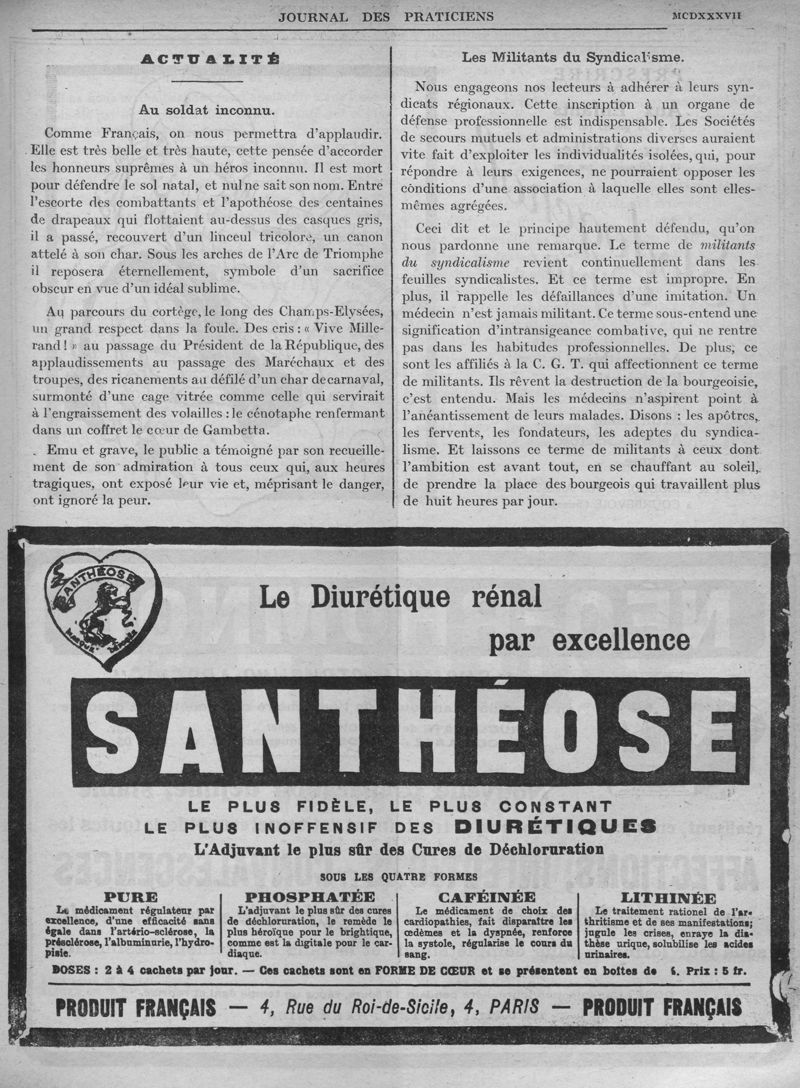 JOURNAL DES PRATICIENS
MCDXXXVII
ACTUALITÉ
Au soldat inconnu.
Comme Français, on nous permettra d'applaudir.
Elle est très belle et très haute, cette pensée d'accorder
les honneurs suprêmes à un héros inconnu. Il est mort
pour défendre le sol natal, et nul ne sait son nom. Entre
l'escorte des combattants et l'apothéose des centaines
de drapeaux qui flottaient au-dessus des casques gris,
il a passé, recouvert d'un linceul tricolore, un canon
attelé à son char. Sous les arches de l'Arc de Triomphe
il reposera éternellement, symbole d'un sacrifice
obscur en vue d'un idéal sublime.
Au parcours du cortège, le long des Champs-Elysées,
un grand respect dans la foule. Des cris : « Vive Mille-
rand ! » au passage du Président de la République, des
applaudissements au passage des Maréchaux et des
troupes, des ricanements au défilé d'un char de carnaval,
surmonté d'une cage vitrée comme celle qui servirait
à l'engraissement des volailles : le cénotaphe renfermant
dans un coffret le cœur de Gambetta.
Emu et grave, le public a témoigné par son recueille-
ment de son admiration à tous ceux qui, aux heures
tragiques, ont exposé leur vie et, méprisant le danger,
ont ignoré la peur.
Les Militants du Syndicalisme.
Nous engageons nos lecteurs à adhérer à leurs syn-
dicats régionaux. Cette inscription à un organe de
défense professionnelle est indispensable. Les Sociétés
de secours mutuels et administrations diverses auraient
vite fait d'exploiter les individualités isolées, qui, pour
répondre à leurs exigences, ne pourraient opposer les
conditions d'une association à laquelle elles sont elles-
mêmes agrégées.
Ceci dit et le principe hautement défendu, qu'on
nous pardonne une remarque. Le terme de militants
du syndicalisme revient continuellement dans les
feuilles syndicalistes. Et ce terme est impropre. En
plus, il rappelle les défaillances d'une imitation. Un
médecin n'est jamais militant. Ce terme sous-entend une
signification d'intransigeance combative, qui ne rentre
pas dans les habitudes professionnelles. De plus, ce
sont les affiliés à la C. G. T. qui affectionnent ce terme
de militants. Ils rêvent la destruction de la bourgeoisie,
c'est entendu. Mais les médecins n'aspirent point à
l'anéantissement de leurs malades. Disons : les apôtres,
les fervents, les fondateurs, les adeptes du syndica-
lisme. Et laissons ce terme de militants à ceux dont
l'ambition est avant tout, en se chauffant au soleil,
de prendre la place des bourgeois qui travaillent plus
de huit heures par jour.
SANTHÉOSE
MARQUE DÉPOSÉE
Le Diurétique rénal
par excellence
SANTHÉOSE
LE PLUS FIDÈLE, LE PLUS CONSTANT
LE PLUS INOFFENSIF DES DIURÉTIQUES
L'Adjuvant le plus sûr des Cures de Déchloruration
SOUS LES QUATRE FORMES
PURE
Le médicament régulateur par
excellence, d'une efficacité sans
égale dans l'artério-sclérose, la
présclérose, l'albuminurie, l'hydro-
pisie.
PHOSPHATÉE
L'adjuvant le plus sûr des cures
de déchloruration, le remède le
plus héroïque pour le brightique,
comme est la digitale pour le car-
diaque.
CAFÉINÉE
Le médicament de choix des
cardiopathies, fait disparaître les
œdèmes et la dyspnée, renforce
la systole, régularise le cours du
sang.
LITHINÉE
Le traitement rationel de l'ar-
thritisme et de ses manifestations;
jugule les crises, enraye la dia-
thèse urique, solubilise les acides
urinaires.
DOSES : 2 à 4 cachets par jour. — Ces cachets sont en FORME DE CŒUR et se présentent en boîtes de 4. Prix : 5 fr.
PRODUIT FRANÇAIS — 4, Rue du Roi-de-Sicile, 4, PARIS — PRODUIT FRANÇAIS